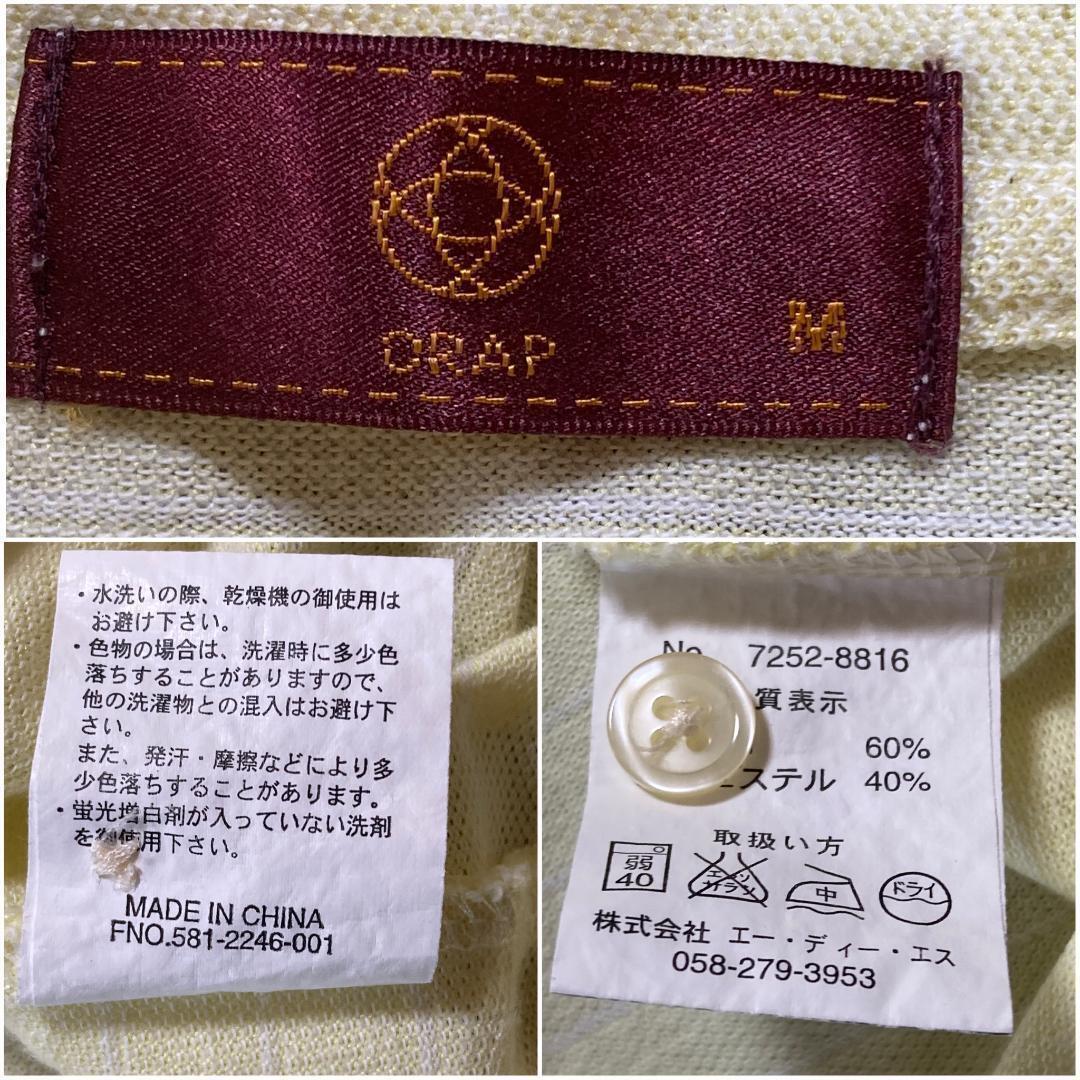 ORAP
M
・水洗いの際、乾燥機の御使用は
お避け下さい。
・色物の場合は、洗濯時に多少色
落ちすることがありますので、
他の洗濯物との混入はお避け下
さい。
また、発汗・摩擦などにより多
少色落ちすることがあります。
・蛍光増白剤が入っていない洗剤
を御使用下さい。
MADE IN CHINA
FNO.581-2246-001
No. 7252-8816
質表示
60%
ステル 40%
取扱い方
弱
40
エンソ
サラシ
中
ドライ
株式会社 エー・ディー・エス
058-279-3953